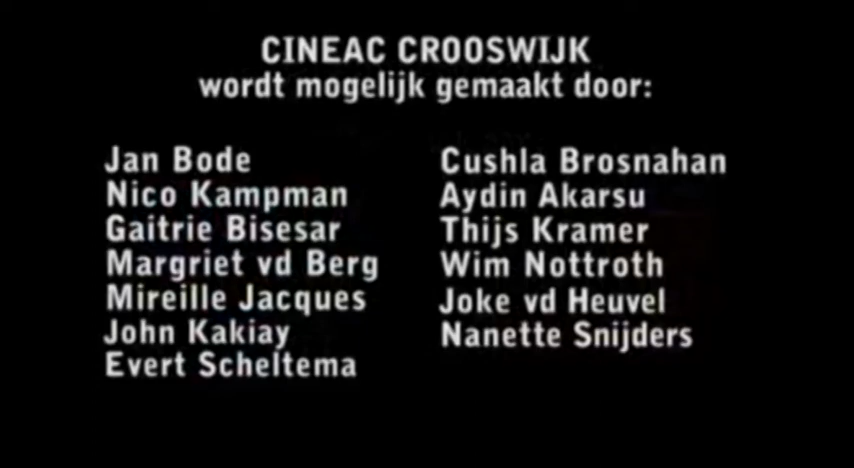 CINEAC CROOSWIJK
wordt mogelijk gemaakt door:
Jan Bode
Nico Kampman
Gaitrie Bisesar
Margriet vd Berg
Mireille Jacques
John Kakiay
Evert Scheltema
Cushla Brosnahan
Aydin Akarsu
Thijs Kramer
Wim Nottroth
Joke vd Heuvel
Nanette Snijders